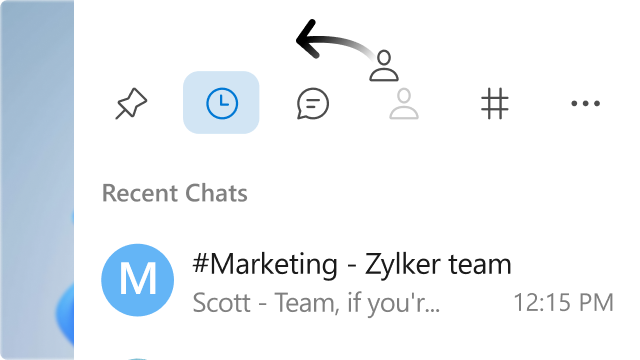 Recent Chats
M
#Marketing - Zylker team
Scott - Team, if you'r...
12:15 PM